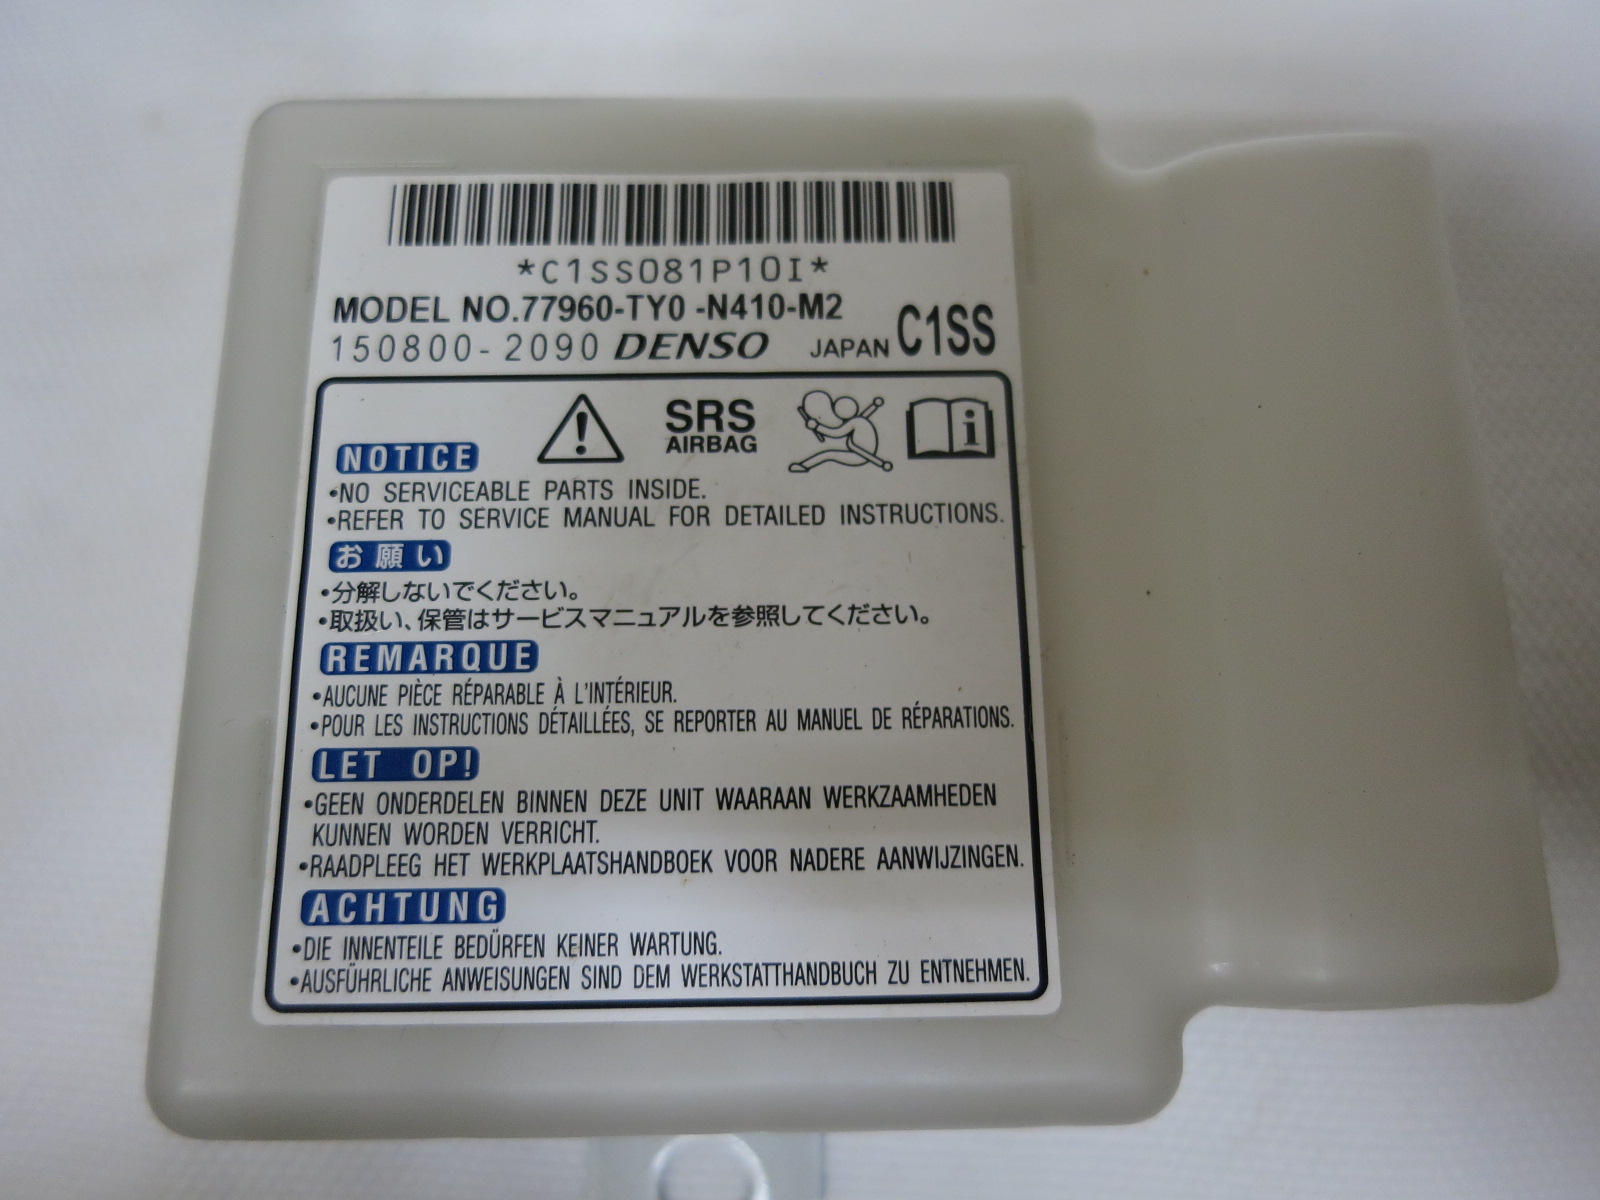 *C1SS081P10I*
MODEL NO.77960-TY0 -N410-M2
150800-2090 DENSO JAPAN C1SS
SRS
AIRBAG
NOTICE
•NO SERVICEABLE PARTS INSIDE.
•REFER TO SERVICE MANUAL FOR DETAILED INSTRUCTIONS.
お願い
•分解しないでください。
•取扱い、保管はサービスマニュアルを参照してください。
REMARQUE
•AUCUNE PIÈCE RÉPARABLE À L'INTÉRIEUR.
•POUR LES INSTRUCTIONS DÉTAILLÉES, SE REPORTER AU MANUEL DE RÉPARATIONS.
LET OP!
•GEEN ONDERDELEN BINNEN DEZE UNIT WAARAAN WERKZAAMHEDEN
KUNNEN WORDEN VERRICHT.
•RAADPLEEG HET WERKPLAATSHANDBOEK VOOR NADERE AANWIJZINGEN.
ACHTUNG
•DIE INNENTEILE BEDÜRFEN KEINER WARTUNG.
•AUSFÜHRLICHE ANWEISUNGEN SIND DEM WERKSTATTHANDBUCH ZU ENTNEHMEN.